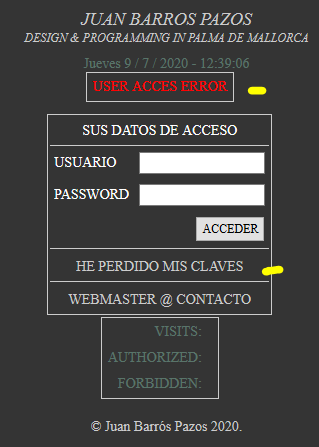 JUAN BARROS PAZOS
DESIGN & PROGRAMMING IN PALMA DE MALLORCA
Jueves 9 / 7 / 2020 - 12:39:06
USER ACCES ERROR
SUS DATOS DE ACCESO
USUARIO
PASSWORD
ACCEDER
HE PERDIDO MIS CLAVES
WEBMASTER @ CONTACTO
VISITS:
AUTHORIZED:
FORBIDDEN:
© Juan Barrós Pazos 2020.